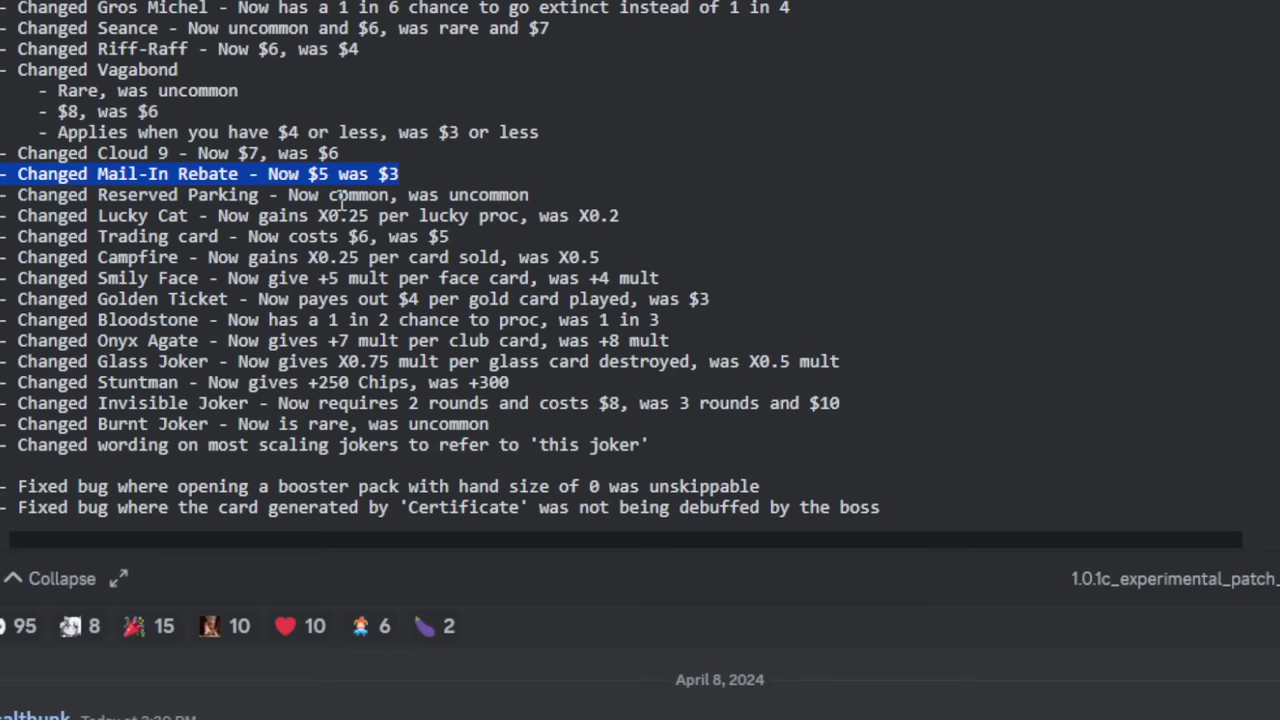 - Changed Gros Michel - Now has a 1 in 6 chance to go extinct instead of 1 in 4
- Changed Seance - Now uncommon and $6, was rare and $7
- Changed Riff-Raff - Now $6, was $4
- Changed Vagabond
- Rare, was uncommon
- $8, was $6
- Applies when you have $4 or less, was $3 or less
- Changed Cloud 9 - Now $7, was $6
- Changed Mail-In Rebate - Now $5 was $3
- Changed Reserved Parking - Now common, was uncommon
- Changed Lucky Cat - Now gains X0.25 per lucky proc, was X0.2
- Changed Trading card - Now costs $6, was $5
- Changed Campfire - Now gains X0.25 per card sold, was X0.5
- Changed Smily Face - Now give +5 mult per face card, was +4 mult
- Changed Golden Ticket - Now payes out $4 per gold card played, was $3
- Changed Bloodstone - Now has a 1 in 2 chance to proc, was 1 in 3
- Changed Onyx Agate - Now gives +7 mult per club card, was +8 mult
- Changed Glass Joker - Now gives X0.75 mult per glass card destroyed, was X0.5 mult
- Changed Stuntman - Now gives +250 Chips, was +300
- Changed Invisible Joker - Now requires 2 rounds and costs $8, was 3 rounds and $10
- Changed Burnt Joker - Now is rare, was uncommon
- Changed wording on most scaling jokers to refer to 'this joker'
- Fixed bug where opening a booster pack with hand size of 0 was unskippable
- Fixed bug where the card generated by 'Certificate' was not being debuffed by the boss
Collapse
1.0.1c_experimental_patch_
95 8 15 10 10 6 2
April 8, 2024